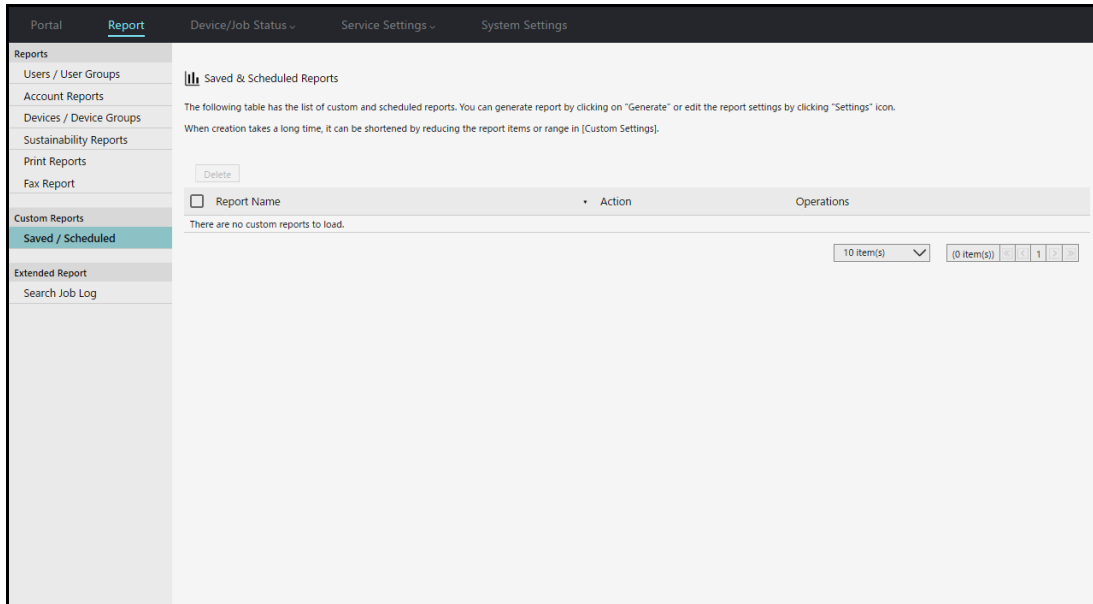 Portal Report Device/Job Status Service Settings System Settings
Reports
Users / User Groups
Account Reports
Devices / Device Groups
Sustainability Reports
Print Reports
Fax Report
Custom Reports
Saved / Scheduled
Extended Report
Search Job Log
Saved & Scheduled Reports
The following table has the list of custom and scheduled reports. You can generate report by clicking on "Generate" or edit the report settings by clicking "Settings" icon.
When creation takes a long time, it can be shortened by reducing the report items or range in [Custom Settings].
Delete
Report Name Action Operations
There are no custom reports to load.
10 item(s) (0 item(s)) 1